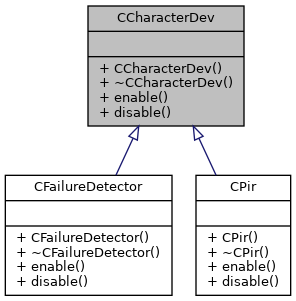 CCharacterDev
+ CCharacterDev()
+ ~CCharacterDev()
+ enable()
+ disable()
CFailureDetector
+ CFailureDetector()
+ ~CFailureDetector()
+ enable()
+ disable()
CPir
+ CPir()
+ ~CPir()
+ enable()
+ disable()